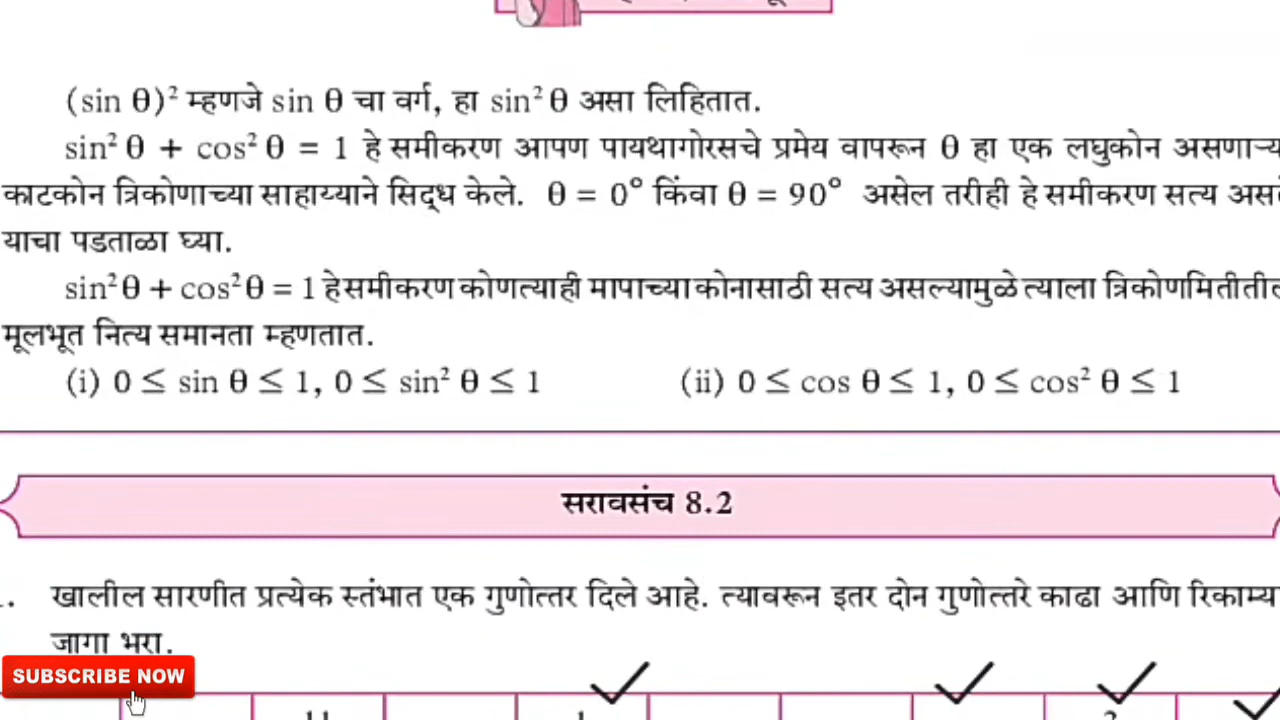 (sin θ)² म्हणजे sin θ चा वर्ग, हा sin² θ असा लिहितात.
sin² θ + cos² θ = 1 हे समीकरण आपण पायथागोरसचे प्रमेय वापरून θ हा एक लघुकोन
काटकोन त्रिकोणाच्या साहाय्याने सिद्ध केले. θ = 0° किंवा θ = 90° असेल तरीही हे समीकरण सत्य
याचा पडताळा घ्या.
sin²θ + cos²θ = 1 हे समीकरण कोणत्याही मापाच्या कोनासाठी सत्य असल्यामुळे त्याला
मूलभूत नित्य समानता म्हणतात.
(i) 0 ≤ sin θ ≤ 1, 0 ≤ sin² θ ≤ 1 (ii) 0 ≤ cos θ ≤ 1, 0 ≤ cos² θ ≤ 1
सरावसंच 8.2
खालील सारणीत प्रत्येक स्तंभात एक गुणोत्तर दिले आहे. त्यावरून इतर दोन गुणोत्तरे काढा आणि रिकाम्या
जागा भरा.
SUBSCRIBE NOW